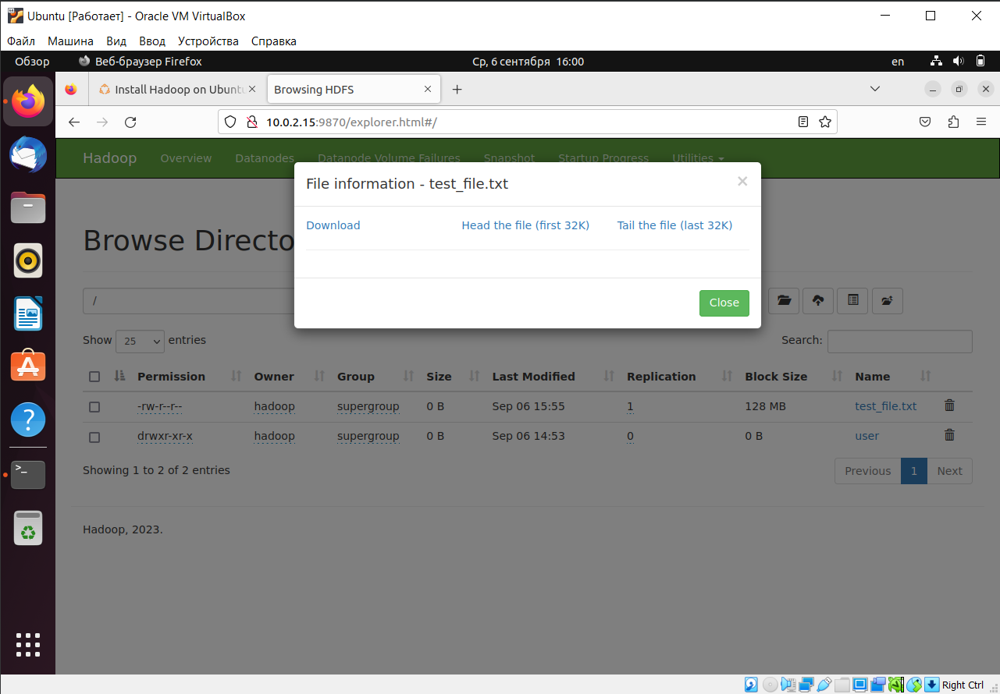 Ubuntu [Работает] - Oracle VM VirtualBox
Файл Машина Вид Ввод Устройства Справка
Обзор Веб-браузер Firefox Ср, 6 сентября 16:00 en
Install Hadoop on Ubuntu Browsing HDFS
10.0.2.15:9870/explorer.html#/
Hadoop Overview Datanodes Datanode Volume Failures Snapshot Startup Progress Utilities
File information - test_file.txt ×
Download Head the file (first 32K) Tail the file (last 32K)
Close
Browse Directo
/
Show 25 entries Search:
Permission Owner Group Size Last Modified Replication Block Size Name
-rw-r--r-- hadoop supergroup 0 B Sep 06 15:55 1 128 MB test_file.txt
drwxr-xr-x hadoop supergroup 0 B Sep 06 14:53 0 0 B user
Showing 1 to 2 of 2 entries Previous 1 Next
Hadoop, 2023.
Right Ctrl